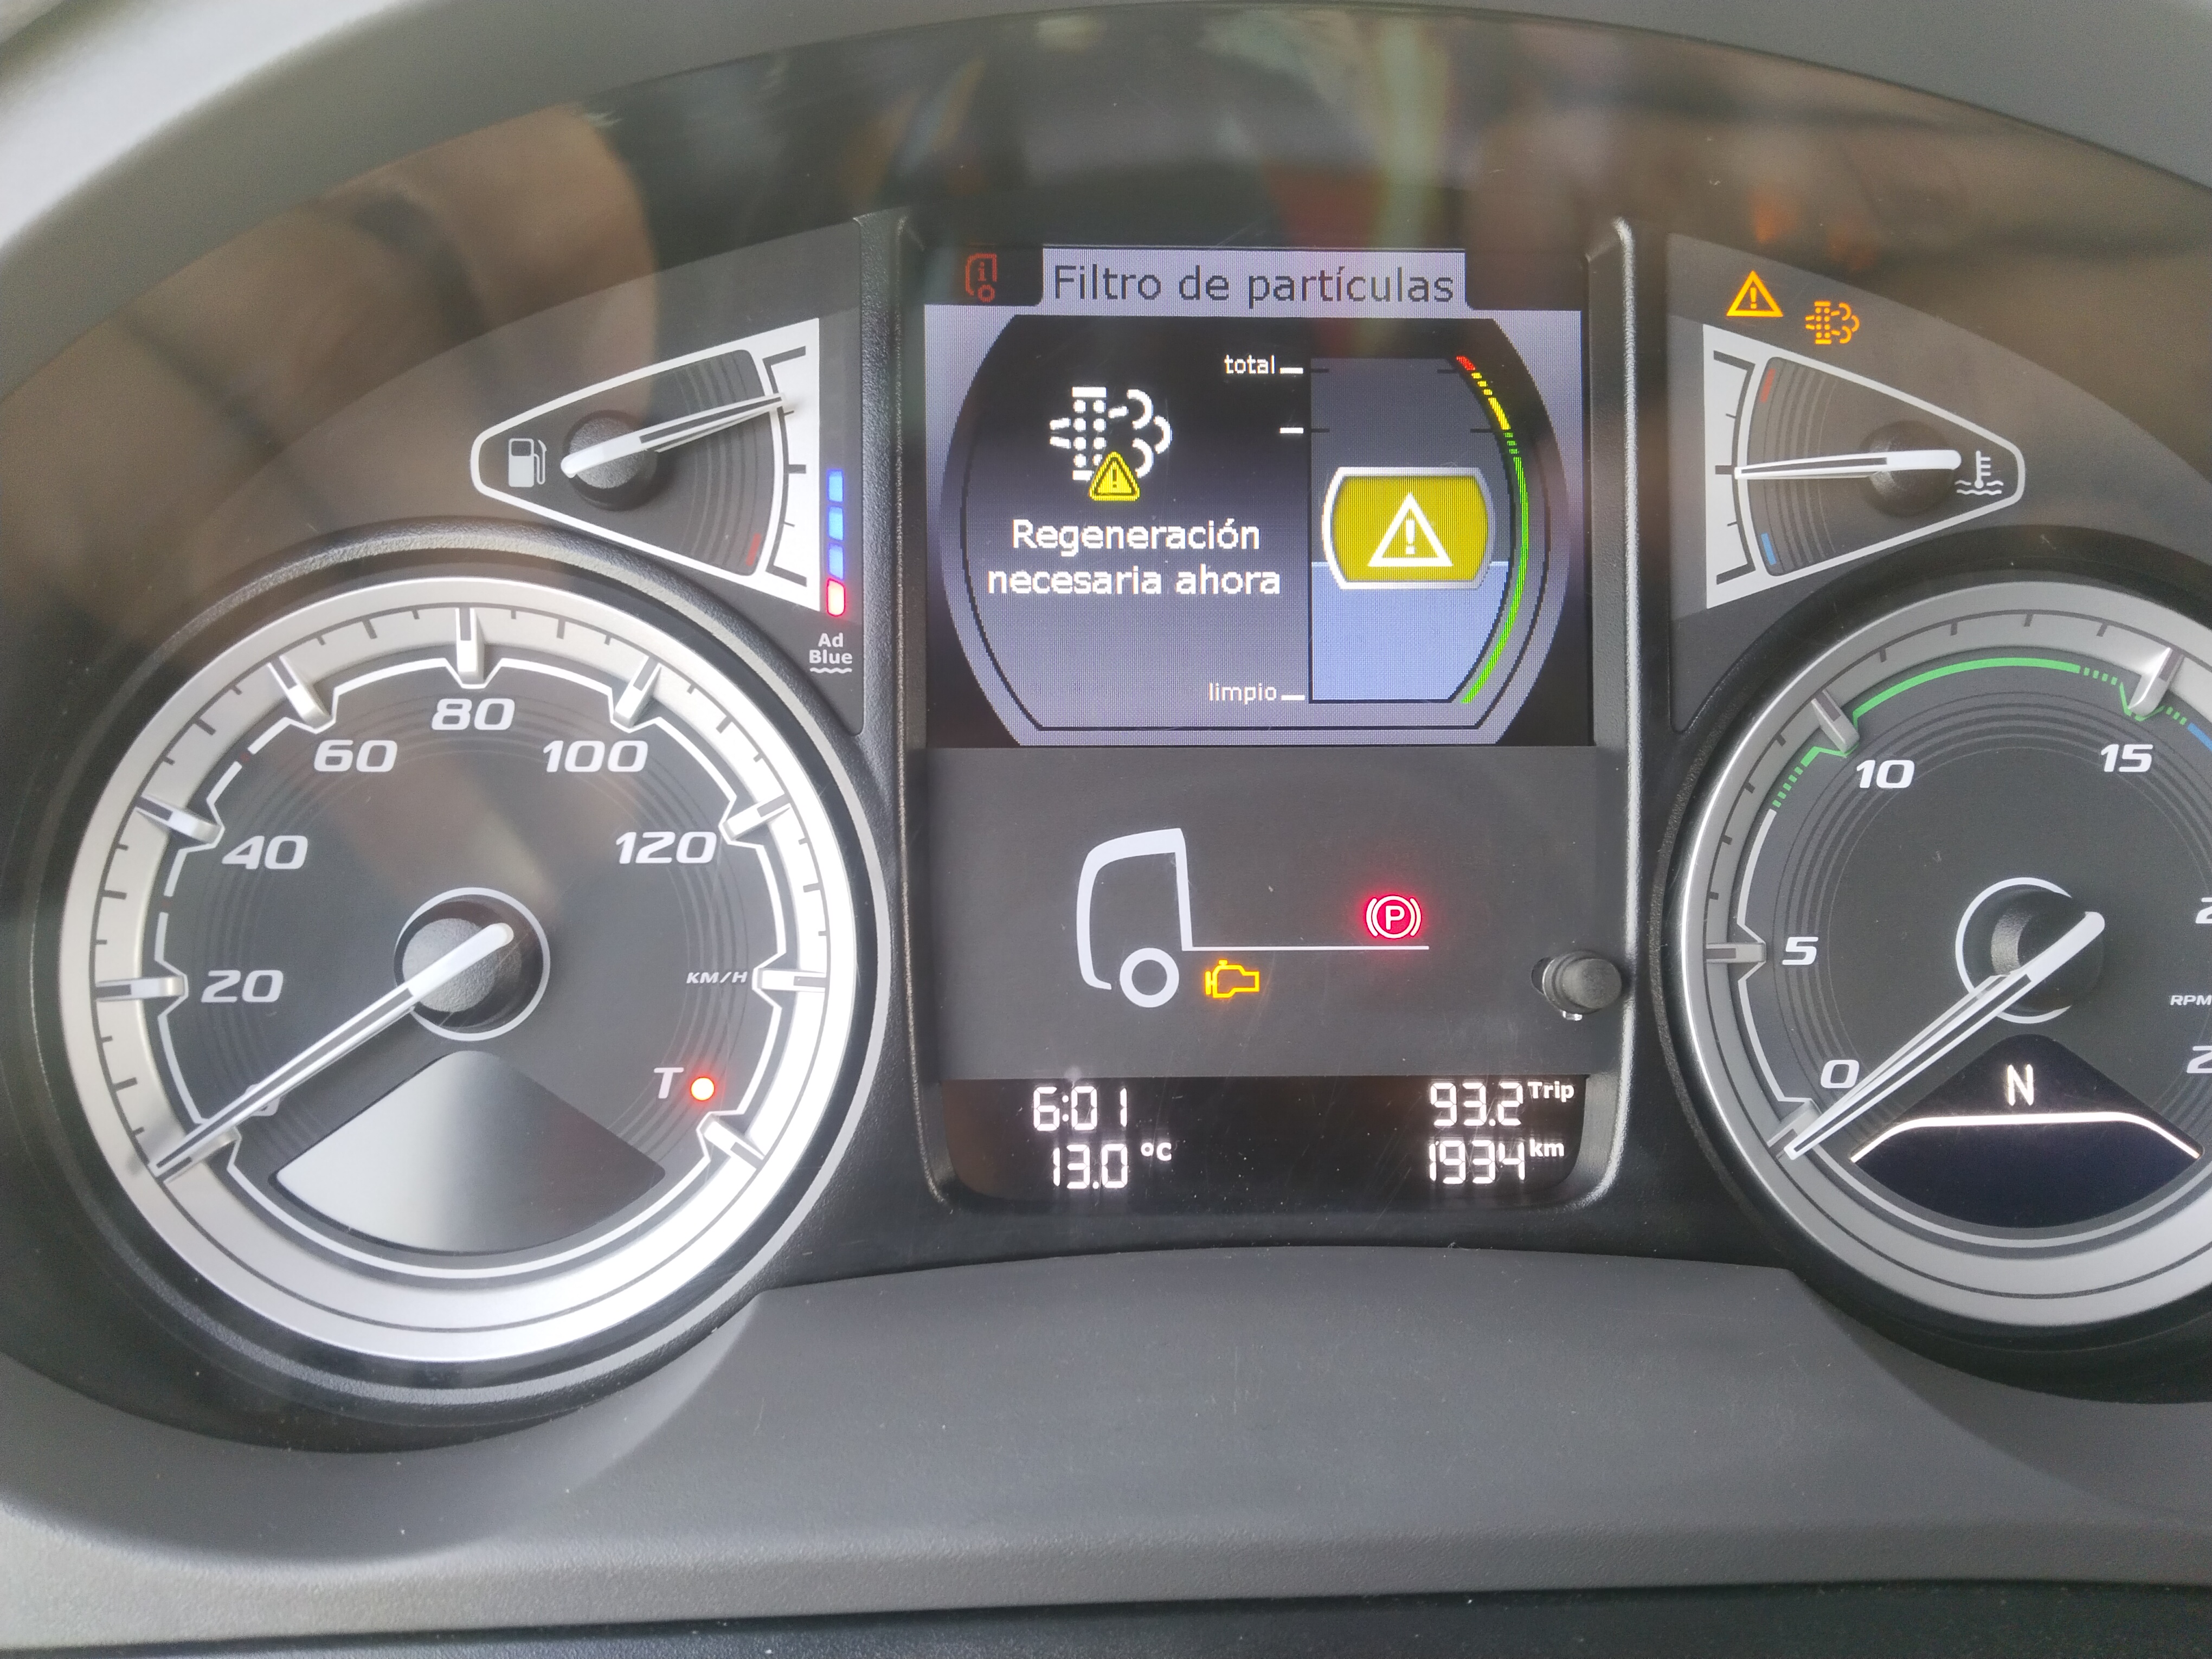 Filtro de partículas
total
Regeneración
necesaria ahora
limpio
Ad
Blue
20
40
60
80
100
120
KM/H
T
P
6:01
93.2 Trip
13.0 °C
1934 km
0
5
10
15
RPM
N